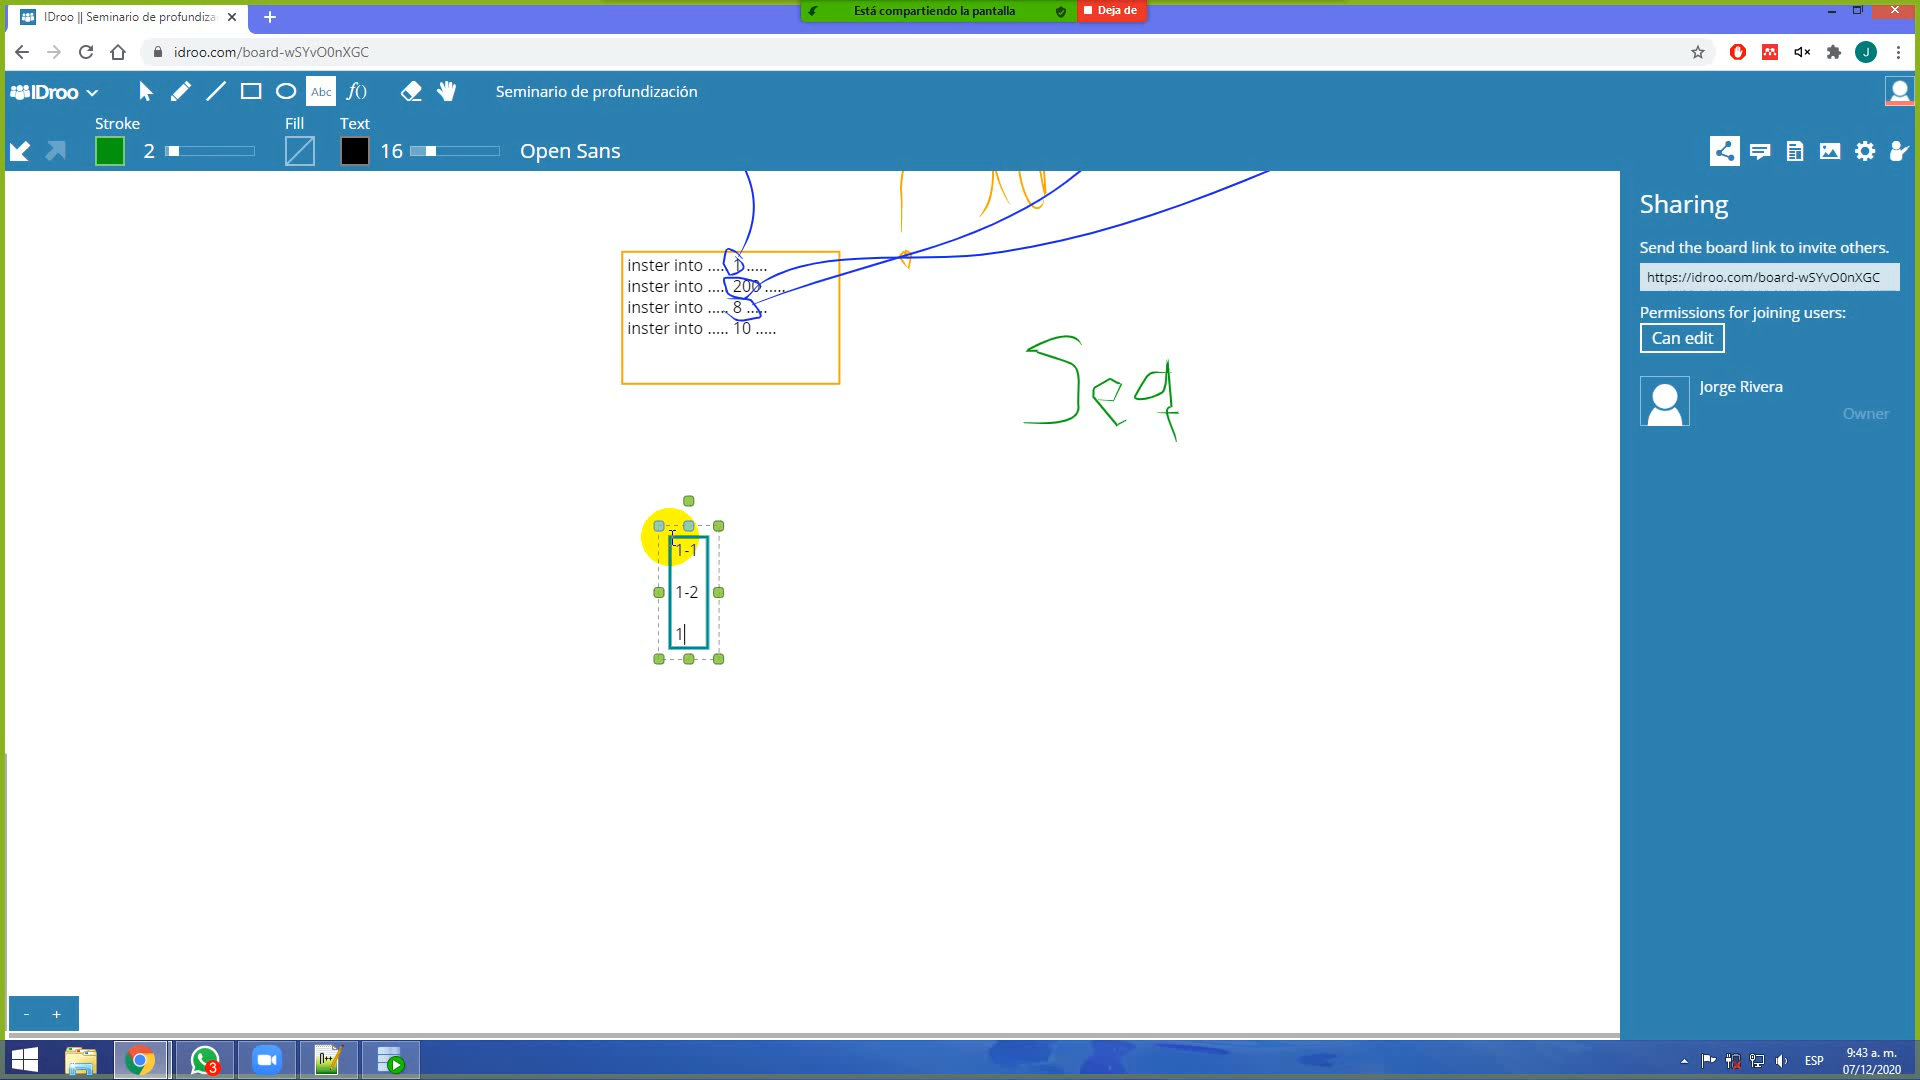 IDroo || Seminario de profundiza
Está compartiendo la pantalla
Deja de
idroo.com/board-wSYvO0nXGC
J
IDroo
Abc
f()
Seminario de profundización
Stroke
Fill
Text
2
16
Open Sans
inster into ..... 1 .....
inster into ..... 200 .....
inster into ..... 8 .....
inster into ..... 10 .....
Seq
1-1
1-2
1
Sharing
Send the board link to invite others.
https://idroo.com/board-wSYvO0nXGC
Permissions for joining users:
Can edit
Jorge Rivera
Owner
- +
3
ESP
9:43 a. m.
07/12/2020